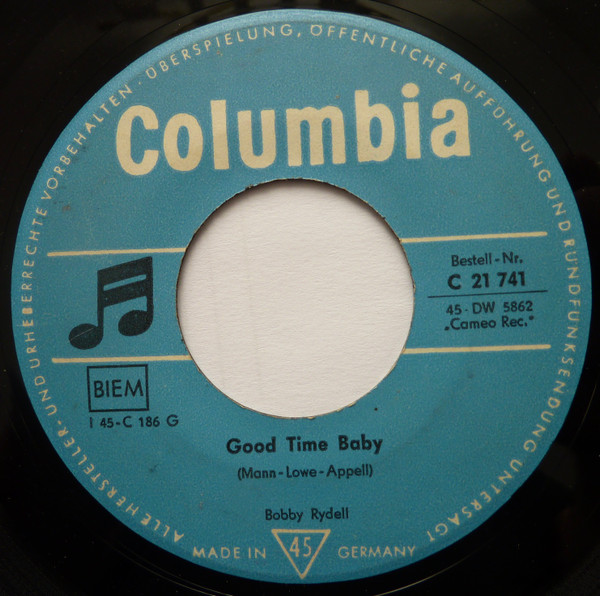 ALLE HERSTELLER- UND URHEBERRECHTE VORBEHALTEN · ÜBERSPIELUNG, ÖFFENTLICHE AUFFÜHRUNG UND RUNDFUNKSENDUNG UNTERSAGT
Columbia
Bestell-Nr.
C 21 741
45 · DW 5862
„Cameo Rec."
BIEM
I 45-C 186 G
Good Time Baby
(Mann-Lowe-Appell)
Bobby Rydell
MADE IN 45 GERMANY